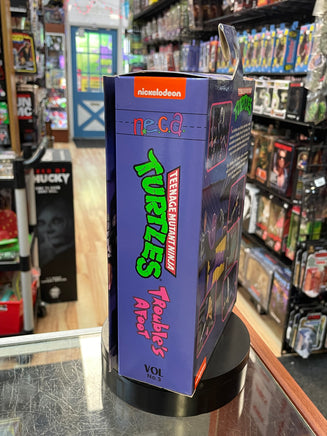 nickelodeon
neca
TEENAGE MUTANT NINJA
TURTLES
Trouble's
Afoot
VOL
No.3